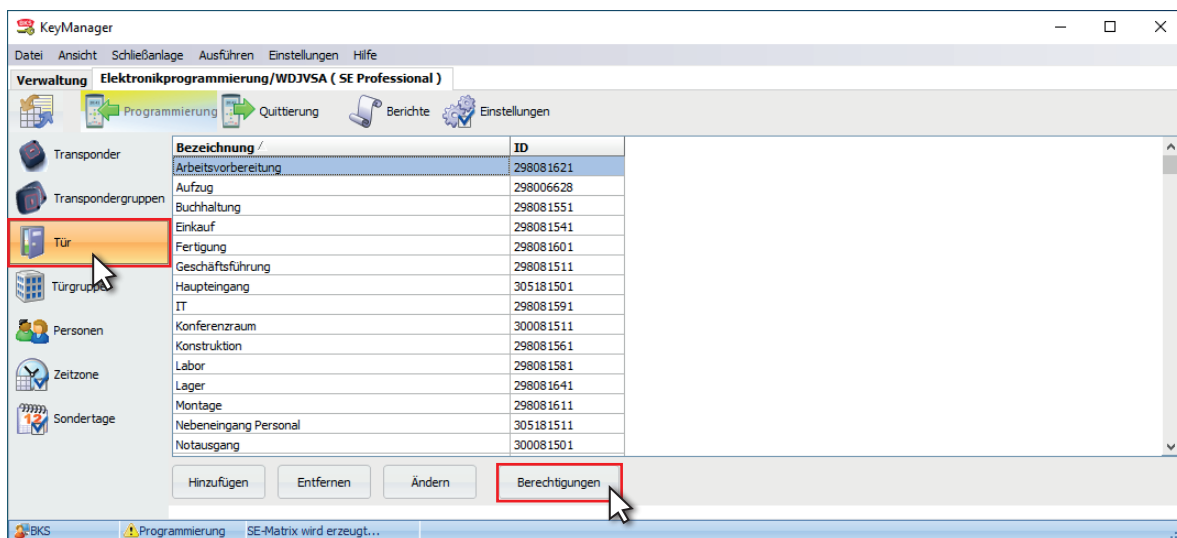 KeyManager
Datei Ansicht Schließanlage Ausführen Einstellungen Hilfe
Verwaltung Elektronikprogrammierung/WDJVSA ( SE Professional )
Programmierung Quittierung Berichte Einstellungen
Transponder
Transpondergruppen
Tür
Türgruppen
Personen
Zeitzone
12 Sondertage
Bezeichnung ID
Arbeitsvorbereitung 298081621
Aufzug 298006628
Buchhaltung 298081551
Einkauf 298081541
Fertigung 298081601
Geschäftsführung 298081511
Haupteingang 305181501
IT 298081591
Konferenzraum 300081511
Konstruktion 298081561
Labor 298081581
Lager 298081641
Montage 298081611
Nebeneingang Personal 305181511
Notausgang 300081501
Hinzufügen Entfernen Ändern Berechtigungen
BKS Programmierung SE-Matrix wird erzeugt...